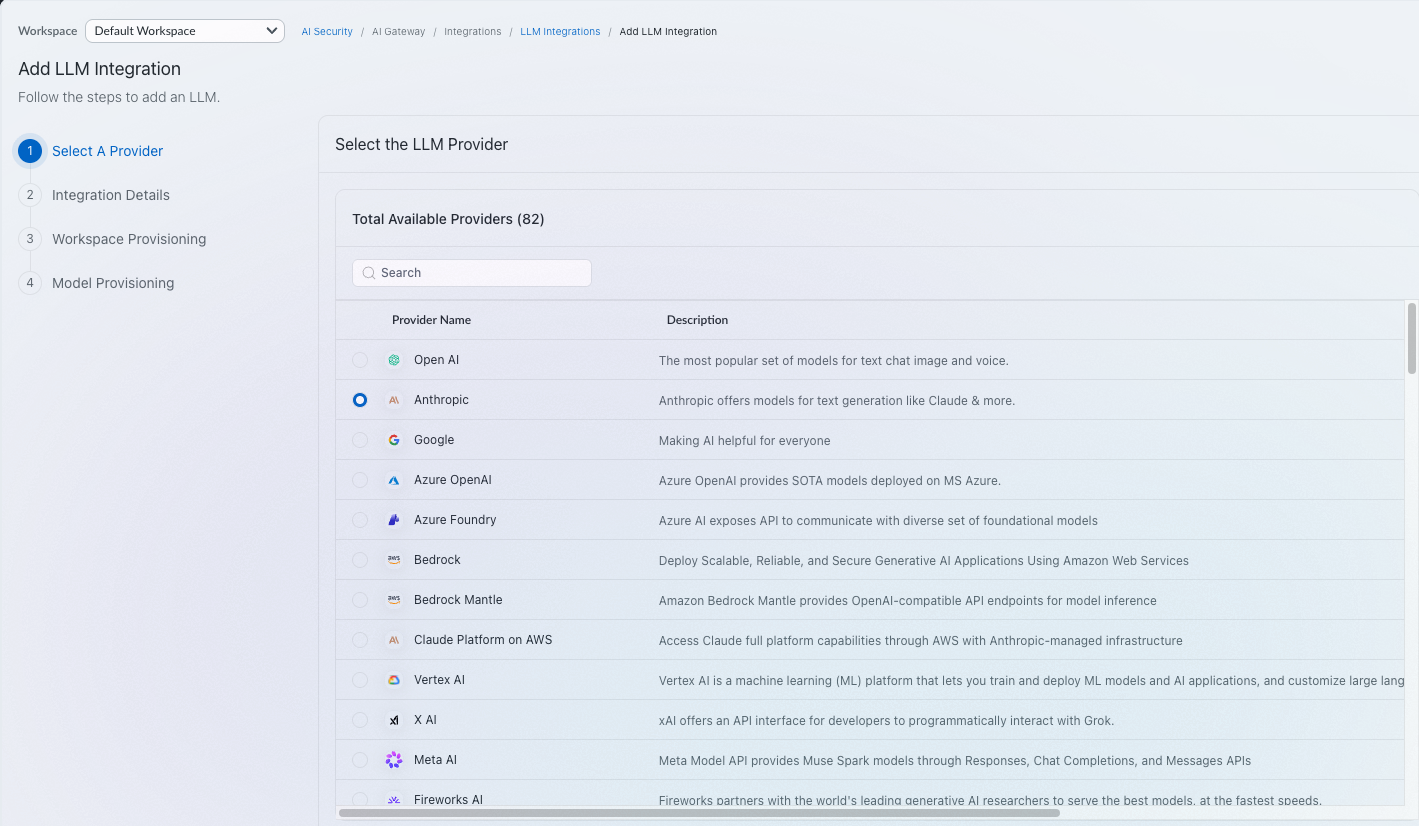 Workspace Default Workspace AI Security / AI Gateway / Integrations / LLM Integrations / Add LLM Integration
Add LLM Integration
Follow the steps to add an LLM.
1 Select A Provider
2 Integration Details
3 Workspace Provisioning
4 Model Provisioning
Select the LLM Provider
Total Available Providers (82)
Search
Provider Name Description
Open AI The most popular set of models for text chat image and voice.
Anthropic Anthropic offers models for text generation like Claude & more.
Google Making AI helpful for everyone
Azure OpenAI Azure OpenAI provides SOTA models deployed on MS Azure.
Azure Foundry Azure AI exposes API to communicate with diverse set of foundational models
aws Bedrock Deploy Scalable, Reliable, and Secure Generative AI Applications Using Amazon Web Services
aws Bedrock Mantle Amazon Bedrock Mantle provides OpenAI-compatible API endpoints for model inference
Claude Platform on AWS Access Claude full platform capabilities through AWS with Anthropic-managed infrastructure
Vertex AI Vertex AI is a machine learning (ML) platform that lets you train and deploy ML models and AI applications, and customize large lang
X AI xAI offers an API interface for developers to programmatically interact with Grok.
Meta AI Meta Model API provides Muse Spark models through Responses, Chat Completions, and Messages APIs
Fireworks AI Fireworks partners with the world's leading generative AI researchers to serve the best models, at the fastest speeds.